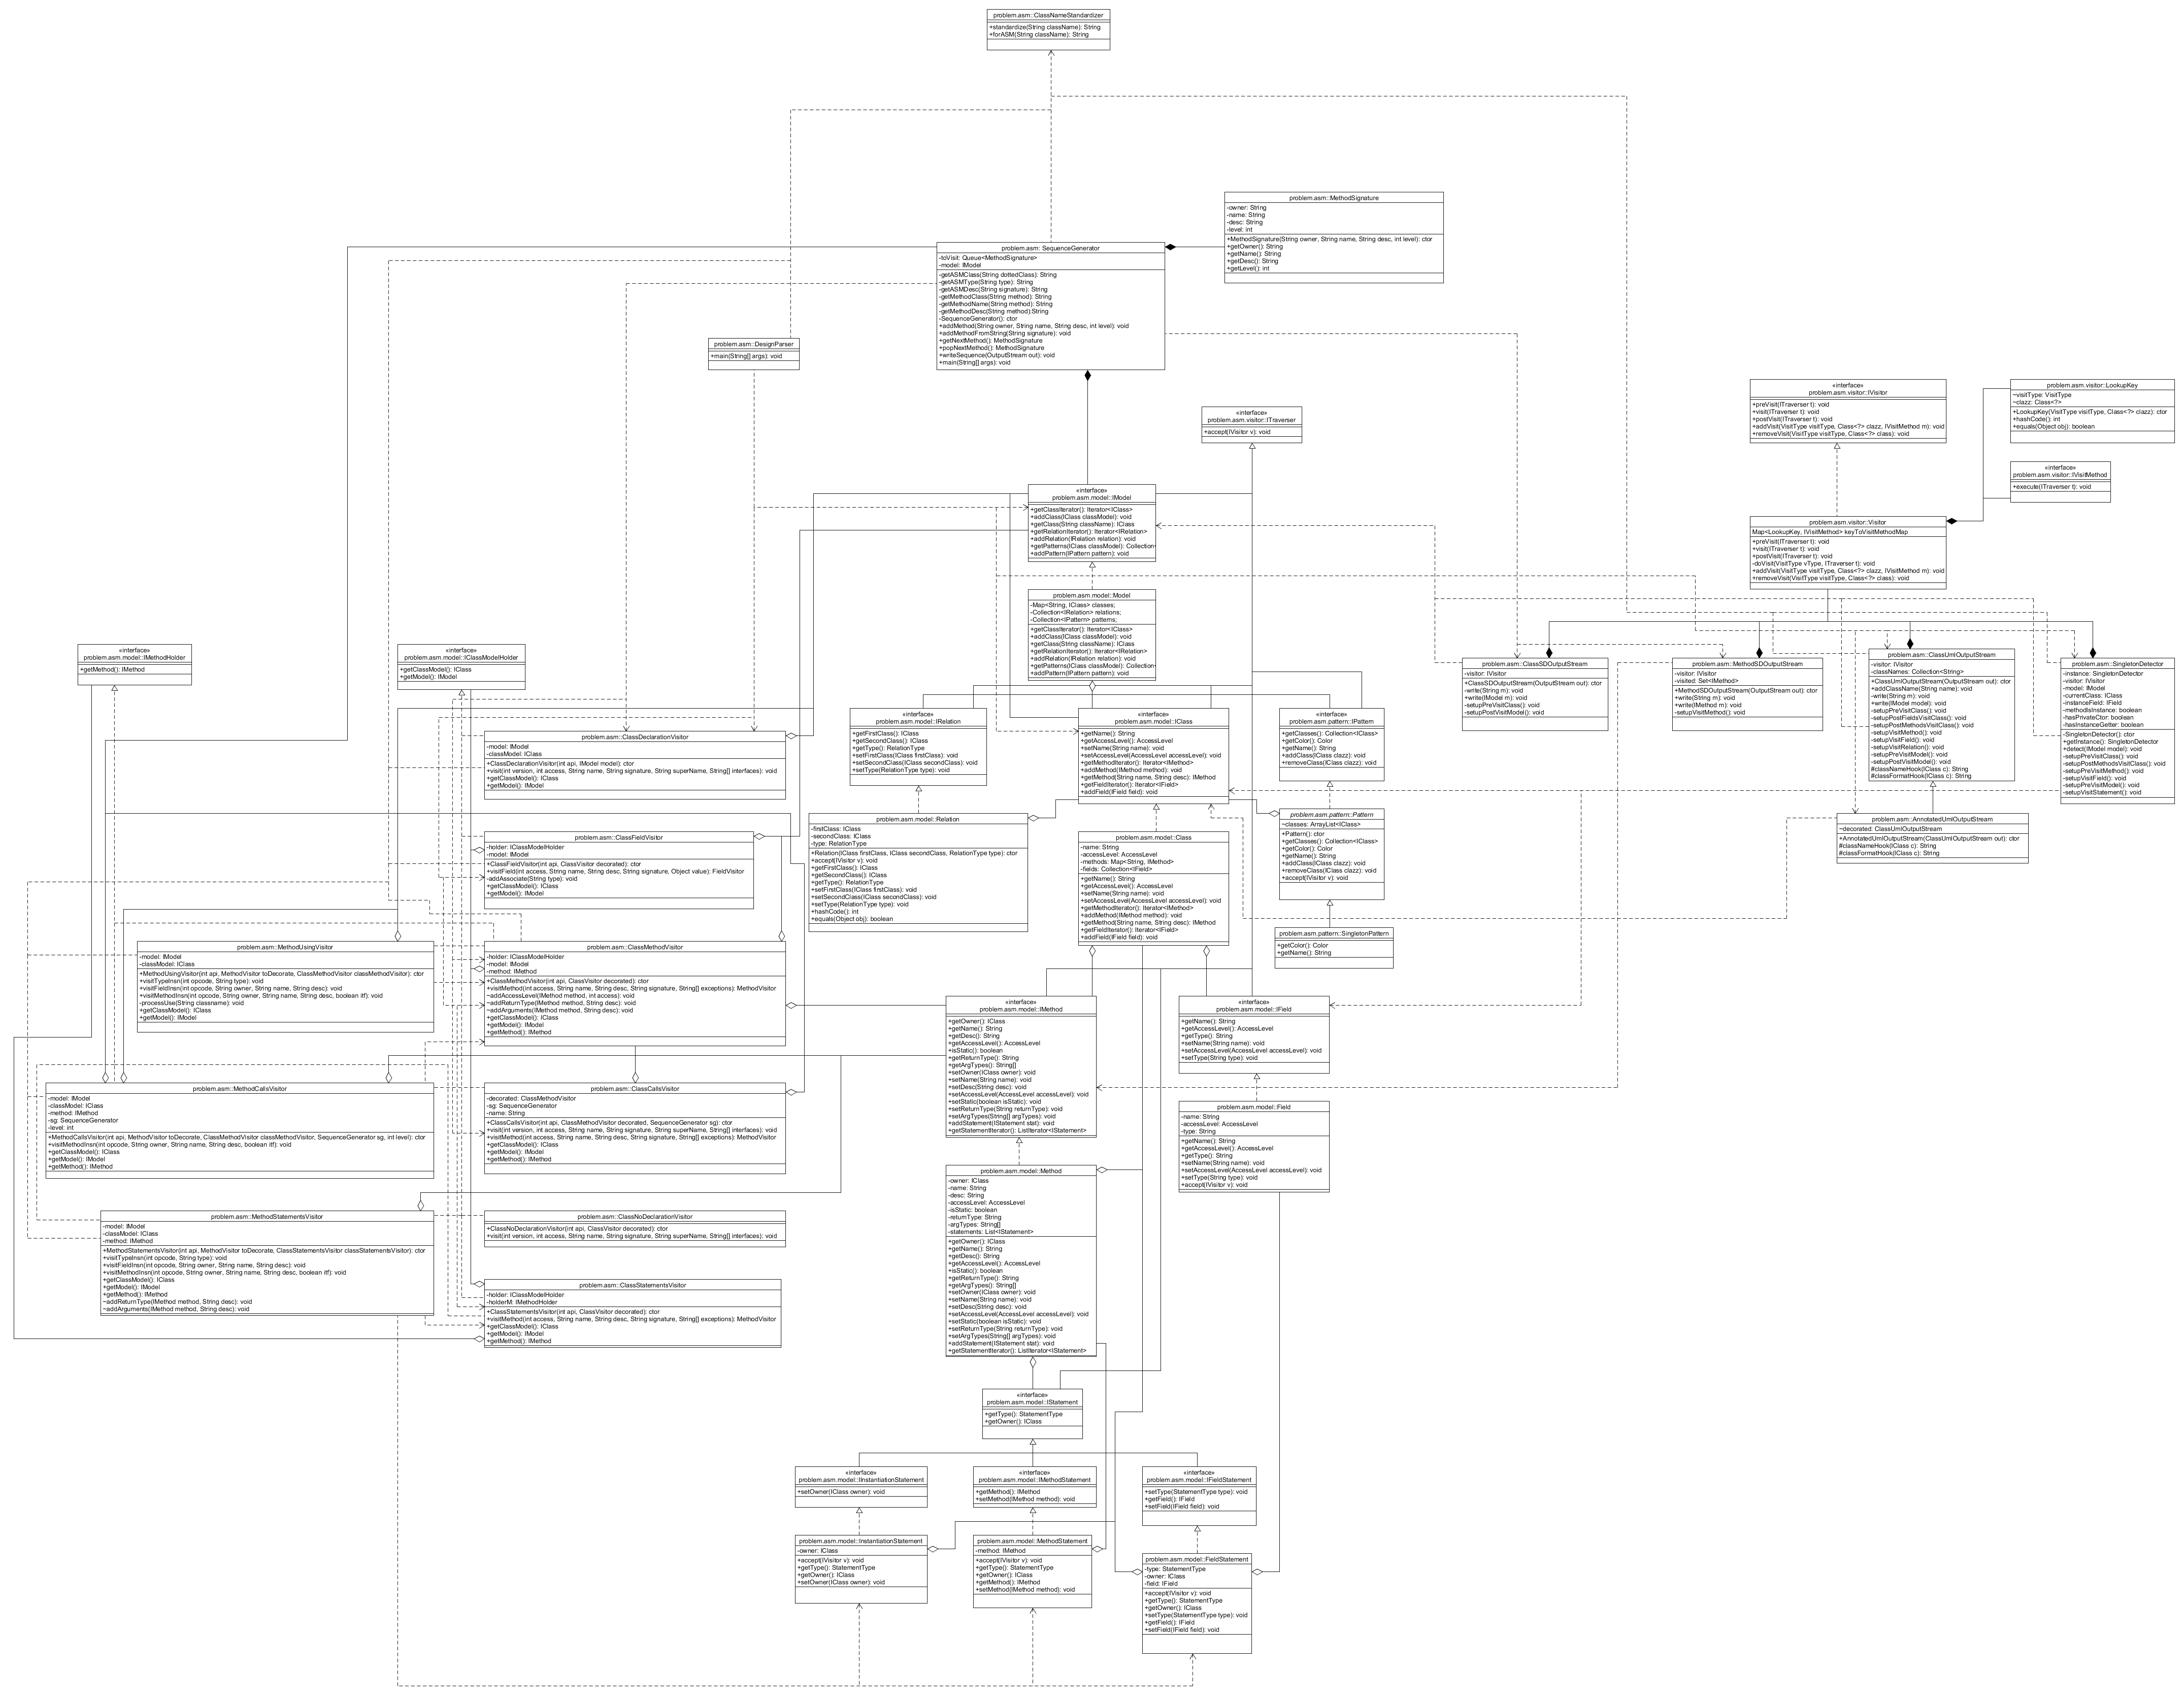 problem.asm::ClassNameStandardizer
+standardize(String className): String
+forASM(String className): String
problem.asm::MethodSignature
-owner: String
-name: String
-desc: String
-level: int
+MethodSignature(String owner, String name, String desc, int level): ctor
+getOwner(): String
+getName(): String
+getDesc(): String
+getLevel(): int
problem.asm: SequenceGenerator
-toVisit: Queue<MethodSignature>
-model: IModel
-getASMClass(String dottedClass): String
-getASMType(String type): String
-getASMDesc(String signature): String
-getMethodClass(String method): String
-getMethodName(String method): String
-getMethodDesc(String method):String
-SequenceGenerator(): ctor
+addMethod(String owner, String name, String desc, int level): void
+addMethodFromString(String signature): void
+getNextMethod(): MethodSignature
+popNextMethod(): MethodSignature
+writeSequence(OutputStream out): void
+main(String[] args): void
problem.asm::DesignParser
+main(String[] args): void
«interface»
problem.asm.visitor::ITraverser
+accept(IVisitor v): void
«interface»
problem.asm.visitor::IVisitor
+preVisit(ITraverser t): void
+visit(ITraverser t): void
+postVisit(ITraverser t): void
+addVisit(VisitType visitType, Class<?> clazz, IVisitMethod m): void
+removeVisit(VisitType visitType, Class<?> class): void
problem.asm.visitor::LookupKey
~visitType: VisitType
~clazz: Class<?>
+LookupKey(VisitType visitType, Class<?> clazz): ctor
+hashCode(): int
+equals(Object obj): boolean
«interface»
problem.asm.visitor::IVisitMethod
+execute(ITraverser t): void
problem.asm.visitor::Visitor
Map<LookupKey, IVisitMethod> keyToVisitMethodMap
+preVisit(ITraverser t): void
+visit(ITraverser t): void
+postVisit(ITraverser t): void
-doVisit(VisitType vType, ITraverser t): void
+addVisit(VisitType visitType, Class<?> clazz, IVisitMethod m): void
+removeVisit(VisitType visitType, Class<?> class): void
«interface»
problem.asm.model::IModel
+getClassIterator(): Iterator<IClass>
+addClass(IClass classModel): void
+getClass(String className): IClass
+getRelationIterator(): Iterator<IRelation>
+addRelation(IRelation relation): void
+getPatterns(IClass classModel): Collection
+addPattern(IPattern pattern): void
problem.asm.model::Model
-Map<String, IClass> classes;
-Collection<IRelation> relations;
-Collection<IPattern> patterns;
+getClassIterator(): Iterator<IClass>
+addClass(IClass classModel): void
+getClass(String className): IClass
+getRelationIterator(): Iterator<IRelation>
+addRelation(IRelation relation): void
+getPatterns(IClass classModel): Collection
+addPattern(IPattern pattern): void
«interface»
problem.asm.model::IMethodHolder
+getMethod(): IMethod
«interface»
problem.asm.model::IClassModelHolder
+getClassModel(): IClass
+getModel(): IModel
problem.asm::ClassSDOutputStream
-visitor: IVisitor
+ClassSDOutputStream(OutputStream out): ctor
-write(String m): void
+write(IModel m): void
-setupPreVisitClass(): void
-setupPostVisitModel(): void
problem.asm::MethodSDOutputStream
-visitor: IVisitor
-visited: Set<IMethod>
+MethodSDOutputStream(OutputStream out): ctor
+write(String m): void
+write(IMethod m): void
-setupVisitMethod(): void
problem.asm::ClassUmlOutputStream
-visitor: IVisitor
-classNames: Collection<String>
+ClassUmlOutputStream(OutputStream out): ctor
+addClassName(String name): void
-write(String m): void
+write(IModel model): void
-setupPreVisitClass(): void
-setupPostFieldsVisitClass(): void
-setupPostMethodsVisitClass(): void
-setupVisitMethod(): void
-setupVisitField(): void
-setupVisitRelation(): void
-setupPreVisitModel(): void
-setupPostVisitModel(): void
#classNameHook(IClass c): String
#classFormatHook(IClass c): String
problem.asm::SingletonDetector
-instance: SingletonDetector
-visitor: IVisitor
-model: IModel
-currentClass: IClass
-instanceField: IField
-methodIsInstance: boolean
-hasPrivateCtor: boolean
-hasInstanceGetter: boolean
-SingletonDetector(): ctor
+getInstance(): SingletonDetector
+detect(IModel model): void
-setupPreVisitClass(): void
-setupPostMethodsVisitClass(): void
-setupPreVisitMethod(): void
-setupVisitField(): void
-setupPreVisitModel(): void
-setupVisitStatement(): void
problem.asm::AnnotatedUmlOutputStream
~decorated: ClassUmlOutputStream
+AnnotatedUmlOutputStream(ClassUmlOutputStream out): ctor
#classNameHook(IClass c): String
#classFormatHook(IClass c): String
«interface»
problem.asm.model::IRelation
+getFirstClass(): IClass
+getSecondClass(): IClass
+getType(): RelationType
+setFirstClass(IClass firstClass): void
+setSecondClass(IClass secondClass): void
+setType(RelationType type): void
«interface»
problem.asm.model::IClass
+getName(): String
+getAccessLevel(): AccessLevel
+setName(String name): void
+setAccessLevel(AccessLevel accessLevel): void
+getMethodIterator(): Iterator<IMethod>
+addMethod(IMethod method): void
+getMethod(String name, String desc): IMethod
+getFieldIterator(): Iterator<IField>
+addField(IField field): void
«interface»
problem.asm.pattern::IPattern
+getClasses(): Collection<IClass>
+getColor(): Color
+getName(): String
+addClass(IClass clazz): void
+removeClass(IClass clazz): void
problem.asm::ClassDeclarationVisitor
-model: IModel
-classModel: IClass
+ClassDeclarationVisitor(int api, IModel model): ctor
+visit(int version, int access, String name, String signature, String superName, String[] interfaces): void
+getClassModel(): IClass
+getModel(): IModel
problem.asm.model::Relation
-firstClass: IClass
-secondClass: IClass
-type: RelationType
+Relation(IClass firstClass, IClass secondClass, RelationType type): ctor
+accept(IVisitor v): void
+getFirstClass(): IClass
+getSecondClass(): IClass
+getType(): RelationType
+setFirstClass(IClass firstClass): void
+setSecondClass(IClass secondClass): void
+setType(RelationType type): void
+hashCode(): int
+equals(Object obj): boolean
problem.asm.model::Class
-name: String
-accessLevel: AccessLevel
-methods: Map<String, IMethod>
-fields: Collection<IField>
+getName(): String
+getAccessLevel(): AccessLevel
+setName(String name): void
+setAccessLevel(AccessLevel accessLevel): void
+getMethodIterator(): Iterator<IMethod>
+addMethod(IMethod method): void
+getMethod(String name, String desc): IMethod
+getFieldIterator(): Iterator<IField>
+addField(IField field): void
problem.asm.pattern::Pattern
~classes: ArrayList<IClass>
+Pattern(): ctor
+getClasses(): Collection<IClass>
+getColor(): Color
+getName(): String
+addClass(IClass clazz): void
+removeClass(IClass clazz): void
+accept(IVisitor v): void
problem.asm.pattern::SingletonPattern
+getColor(): Color
+getName(): String
problem.asm::ClassFieldVisitor
-holder: IClassModelHolder
-model: IModel
+ClassFieldVisitor(int api, ClassVisitor decorated): ctor
+visitField(int access, String name, String desc, String signature, Object value): FieldVisitor
-addAssociate(String type): void
+getClassModel(): IClass
+getModel(): IModel
problem.asm::MethodUsingVisitor
-model: IModel
-classModel: IClass
+MethodUsingVisitor(int api, MethodVisitor toDecorate, ClassMethodVisitor classMethodVisitor): ctor
+visitTypeInsn(int opcode, String type): void
+visitFieldInsn(int opcode, String owner, String name, String desc): void
+visitMethodInsn(int opcode, String owner, String name, String desc, boolean itf): void
-processUse(String classname): void
+getClassModel(): IClass
+getModel(): IModel
problem.asm::ClassMethodVisitor
-holder: IClassModelHolder
-model: IModel
-method: IMethod
+ClassMethodVisitor(int api, ClassVisitor decorated): ctor
+visitMethod(int access, String name, String desc, String signature, String[] exceptions): MethodVisitor
~addAccessLevel(IMethod method, int access): void
~addReturnType(IMethod method, String desc): void
~addArguments(IMethod method, String desc): void
+getClassModel(): IClass
+getModel(): IModel
+getMethod(): IMethod
«interface»
problem.asm.model::IMethod
+getOwner(): IClass
+getName(): String
+getDesc(): String
+getAccessLevel(): AccessLevel
+isStatic(): boolean
+getReturnType(): String
+getArgTypes(): String[]
+setOwner(IClass owner): void
+setName(String name): void
+setDesc(String desc): void
+setAccessLevel(AccessLevel accessLevel): void
+setStatic(boolean isStatic): void
+setReturnType(String returnType): void
+setArgTypes(String[] argTypes): void
+addStatement(IStatement stat): void
+getStatementIterator(): ListIterator<IStatement>
«interface»
problem.asm.model::IField
+getName(): String
+getAccessLevel(): AccessLevel
+getType(): String
+setName(String name): void
+setAccessLevel(AccessLevel accessLevel): void
+setType(String type): void
problem.asm::MethodCallsVisitor
-model: IModel
-classModel: IClass
-method: IMethod
-sg: SequenceGenerator
-level: int
+MethodCallsVisitor(int api, MethodVisitor toDecorate, ClassMethodVisitor classMethodVisitor, SequenceGenerator sg, int level): ctor
+visitMethodInsn(int opcode, String owner, String name, String desc, boolean itf): void
+getClassModel(): IClass
+getModel(): IModel
+getMethod(): IMethod
problem.asm::ClassCallsVisitor
-decorated: ClassMethodVisitor
-sg: SequenceGenerator
-name: String
+ClassCallsVisitor(int api, ClassMethodVisitor decorated, SequenceGenerator sg): ctor
+visit(int version, int access, String name, String signature, String superName, String[] interfaces): void
+visitMethod(int access, String name, String desc, String signature, String[] exceptions): MethodVisitor
+getClassModel(): IClass
+getModel(): IModel
+getMethod(): IMethod
problem.asm.model::Field
-name: String
-accessLevel: AccessLevel
-type: String
+getName(): String
+getAccessLevel(): AccessLevel
+getType(): String
+setName(String name): void
+setAccessLevel(AccessLevel accessLevel): void
+setType(String type): void
+accept(IVisitor v): void
problem.asm.model::Method
-owner: IClass
-name: String
-desc: String
-accessLevel: AccessLevel
-isStatic: boolean
-returnType: String
-argTypes: String[]
-statements: List<IStatement>
+getOwner(): IClass
+getName(): String
+getDesc(): String
+getAccessLevel(): AccessLevel
+isStatic(): boolean
+getReturnType(): String
+getArgTypes(): String[]
+setOwner(IClass owner): void
+setName(String name): void
+setDesc(String desc): void
+setAccessLevel(AccessLevel accessLevel): void
+setStatic(boolean isStatic): void
+setReturnType(String returnType): void
+setArgTypes(String[] argTypes): void
+addStatement(IStatement stat): void
+getStatementIterator(): ListIterator<IStatement>
problem.asm::MethodStatementsVisitor
-model: IModel
-classModel: IClass
-method: IMethod
+MethodStatementsVisitor(int api, MethodVisitor toDecorate, ClassStatementsVisitor classStatementsVisitor): ctor
+visitTypeInsn(int opcode, String type): void
+visitFieldInsn(int opcode, String owner, String name, String desc): void
+visitMethodInsn(int opcode, String owner, String name, String desc, boolean itf): void
+getClassModel(): IClass
+getModel(): IModel
+getMethod(): IMethod
~addReturnType(IMethod method, String desc): void
~addArguments(IMethod method, String desc): void
problem.asm::ClassNoDeclarationVisitor
+ClassNoDeclarationVisitor(int api, ClassVisitor decorated): ctor
+visit(int version, int access, String name, String signature, String superName, String[] interfaces): void
problem.asm::ClassStatementsVisitor
-holder: IClassModelHolder
-holderM: IMethodHolder
+ClassStatementsVisitor(int api, ClassVisitor decorated): ctor
+visitMethod(int access, String name, String desc, String signature, String[] exceptions): MethodVisitor
+getClassModel(): IClass
+getModel(): IModel
+getMethod(): IMethod
«interface»
problem.asm.model::IStatement
+getType(): StatementType
+getOwner(): IClass
«interface»
problem.asm.model::IInstantiationStatement
+setOwner(IClass owner): void
«interface»
problem.asm.model::IMethodStatement
+getMethod(): IMethod
+setMethod(IMethod method): void
«interface»
problem.asm.model::IFieldStatement
+setType(StatementType type): void
+getField(): IField
+setField(IField field): void
problem.asm.model::InstantiationStatement
-owner: IClass
+accept(IVisitor v): void
+getType(): StatementType
+getOwner(): IClass
+setOwner(IClass owner): void
problem.asm.model::MethodStatement
-method: IMethod
+accept(IVisitor v): void
+getType(): StatementType
+getOwner(): IClass
+getMethod(): IMethod
+setMethod(IMethod method): void
problem.asm.model::FieldStatement
-type: StatementType
-owner: IClass
-field: IField
+accept(IVisitor v): void
+getType(): StatementType
+getOwner(): IClass
+setType(StatementType type): void
+getField(): IField
+setField(IField field): void